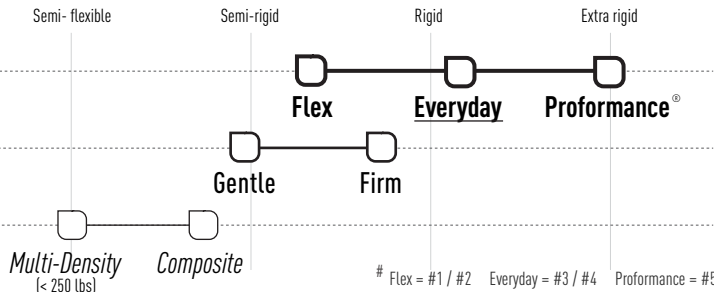 Semi- flexible Semi-rigid Rigid Extra rigid
Flex Everyday Proformance®
Gentle Firm
Multi-Density Composite
(< 250 lbs)
# Flex = #1 / #2 Everyday = #3 / #4 Proformance = #5